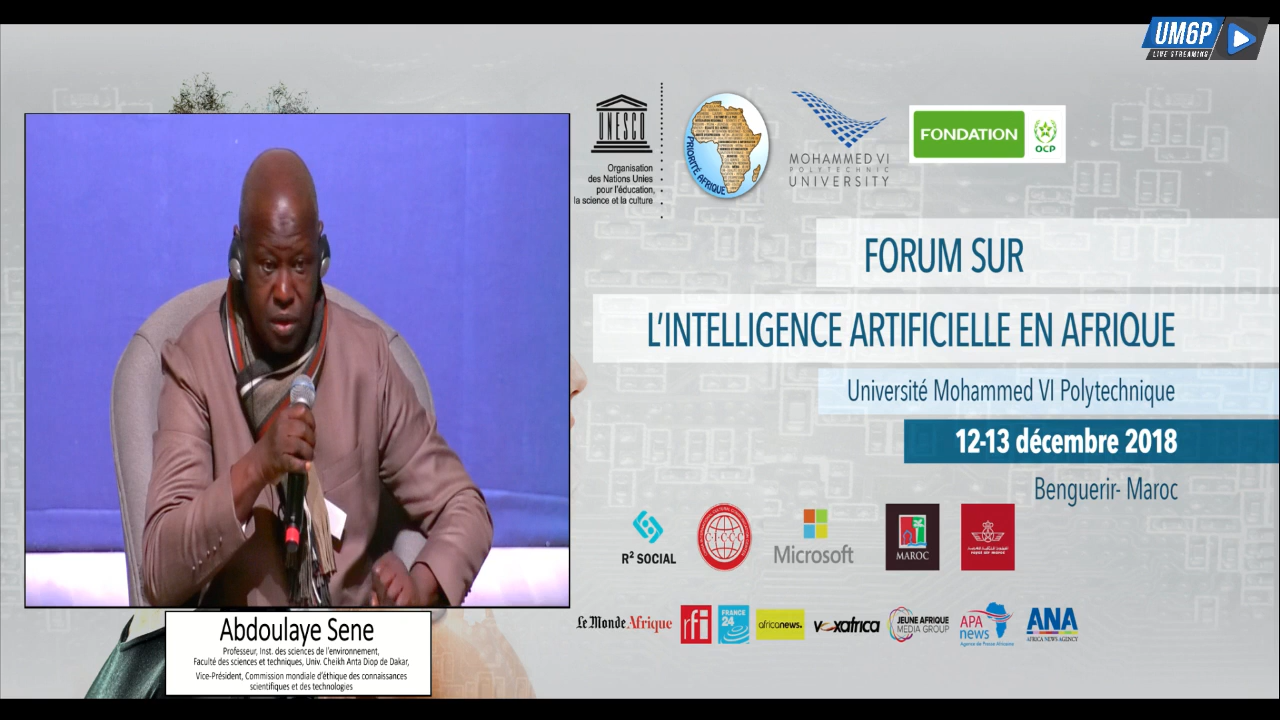 UM6P
LIVE STREAMING
UNESCO
Organisation
des Nations Unies
pour l'éducation,
la science et la culture
PRIORITÉ AFRIQUE
MOHAMMED VI
POLYTECHNIC
UNIVERSITY
FONDATION
OCP
FORUM SUR
L'INTELLIGENCE ARTIFICIELLE EN AFRIQUE
Université Mohammed VI Polytechnique
12-13 décembre 2018
Benguerir- Maroc
R² SOCIAL
Microsoft
MAROC
Le Monde Afrique
rfi
FRANCE
24
africanews.
voxafrica
JEUNE AFRIQUE
MEDIA GROUP
APA
news
Agence de Presse Africaine
ANA
AFRICA NEWS AGENCY
Abdoulaye Sene
Professeur, Inst. des sciences de l'environnement,
Faculté des sciences et techniques, Univ. Cheikh Anta Diop de Dakar,
Vice-Président, Commission mondiale d'éthique des connaissances
scientifiques et des technologies